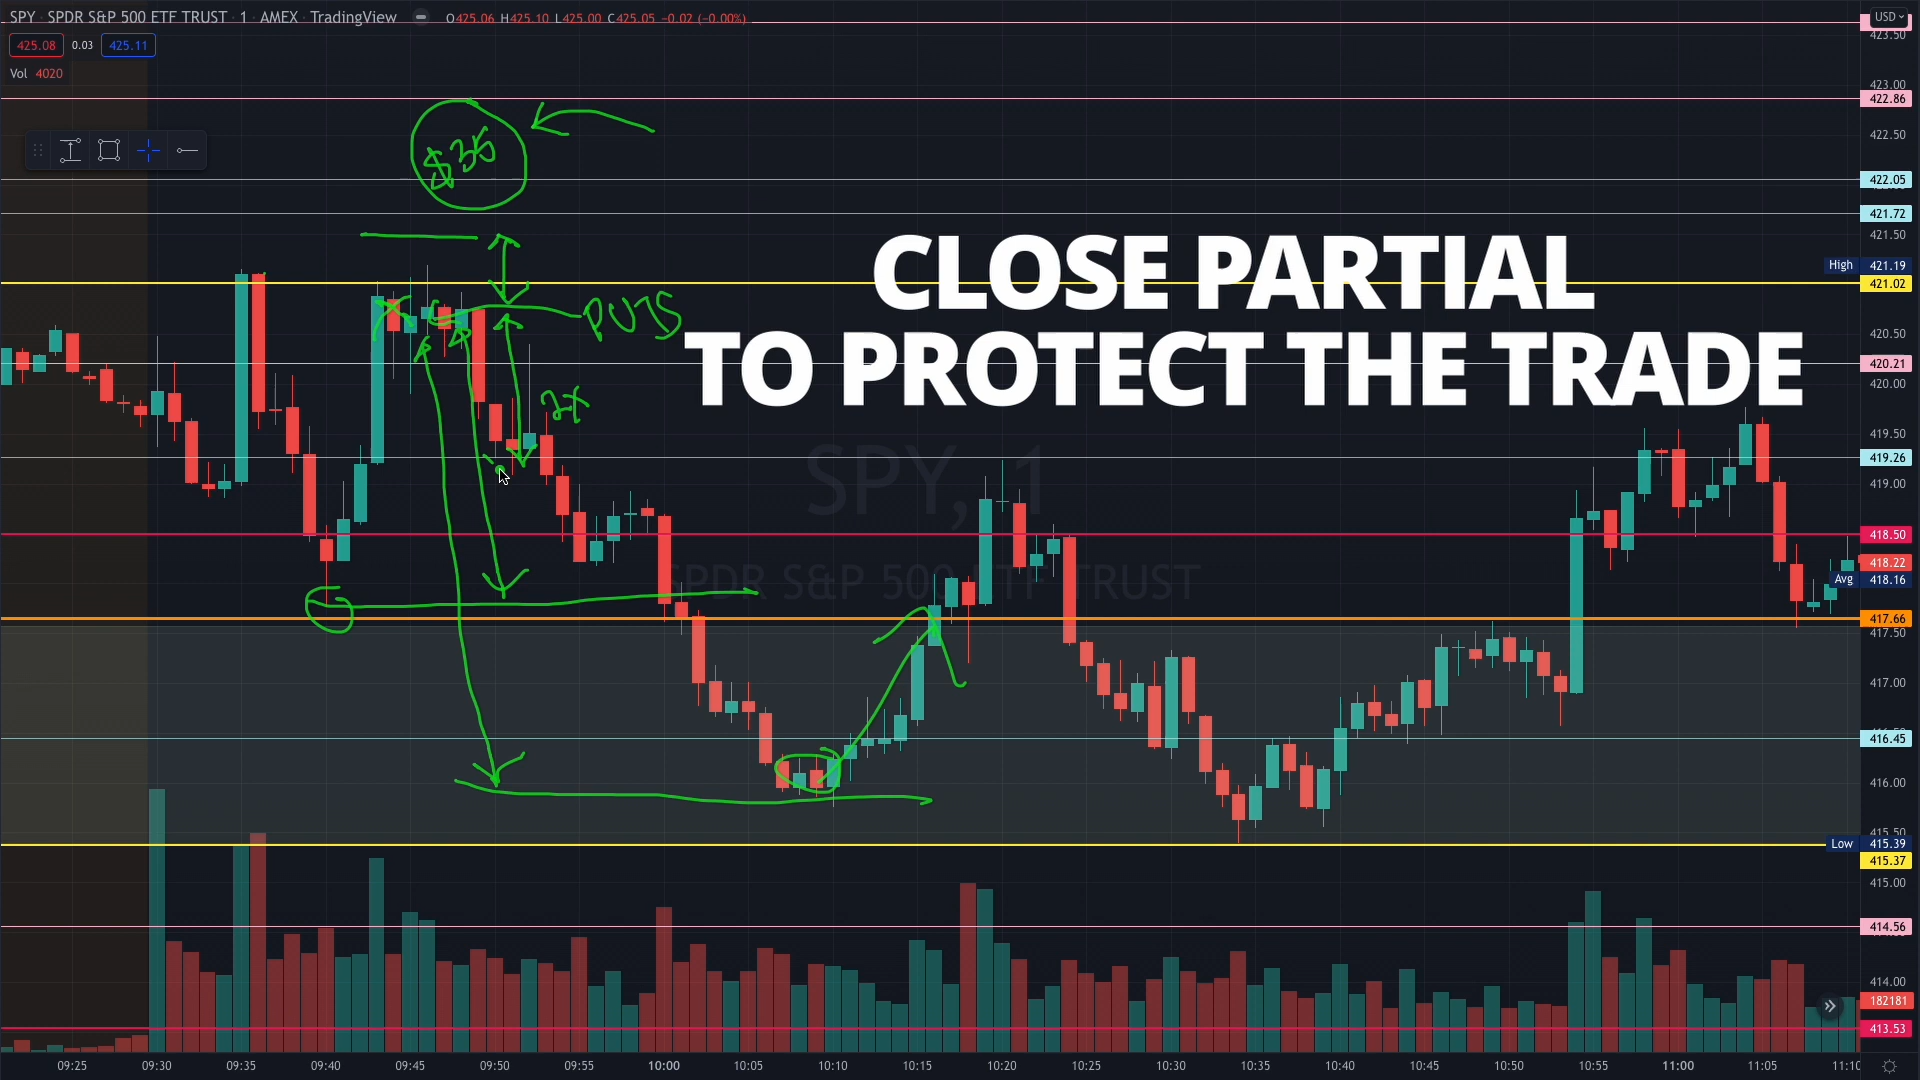 SPY · SPDR S&P 500 ETF TRUST · 1 · AMEX · TradingView O425.06 H425.10 L425.00 C425.05 −0.02 (−0.00%)
USD
423.50
425.08 0.03 425.11
Vol 4020
423.00
422.86
422.50
422.05
421.72
421.50
High 421.19
421.02
420.50
420.21
420.00
419.50
419.26
419.00
418.50
418.22
Avg 418.16
417.66
417.50
417.00
416.45
416.00
415.50
Low 415.39
415.37
415.00
414.56
414.00
182181
413.53
PUTS
2x
CLOSE PARTIAL
TO PROTECT THE TRADE
SPY, 1
SPDR S&P 500 ETF TRUST
09:25 09:30 09:35 09:40 09:45 09:50 09:55 10:00 10:05 10:10 10:15 10:20 10:25 10:30 10:35 10:40 10:45 10:50 10:55 11:00 11:05 11:10